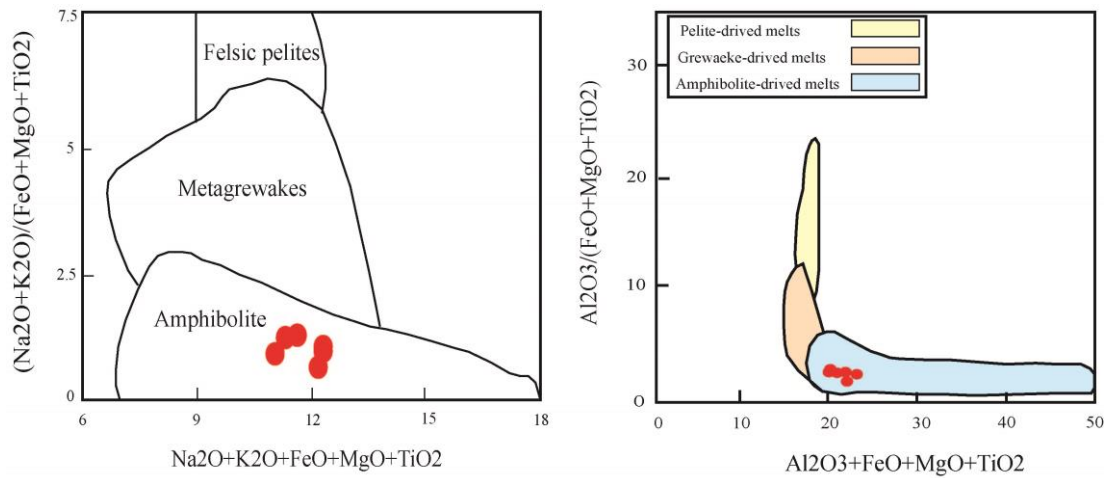 (Na2O+K2O)/(FeO+MgO+TiO2)
7.5
5
2.5
0
Felsic pelites
Metagrewakes
Amphibolite
6
9
12
15
18
Na2O+K2O+FeO+MgO+TiO2
Al2O3/(FeO+MgO+TiO2)
30
20
10
0
Pelite-drived melts
Grewaeke-drived melts
Amphibolite-drived melts
0
10
20
30
40
50
Al2O3+FeO+MgO+TiO2